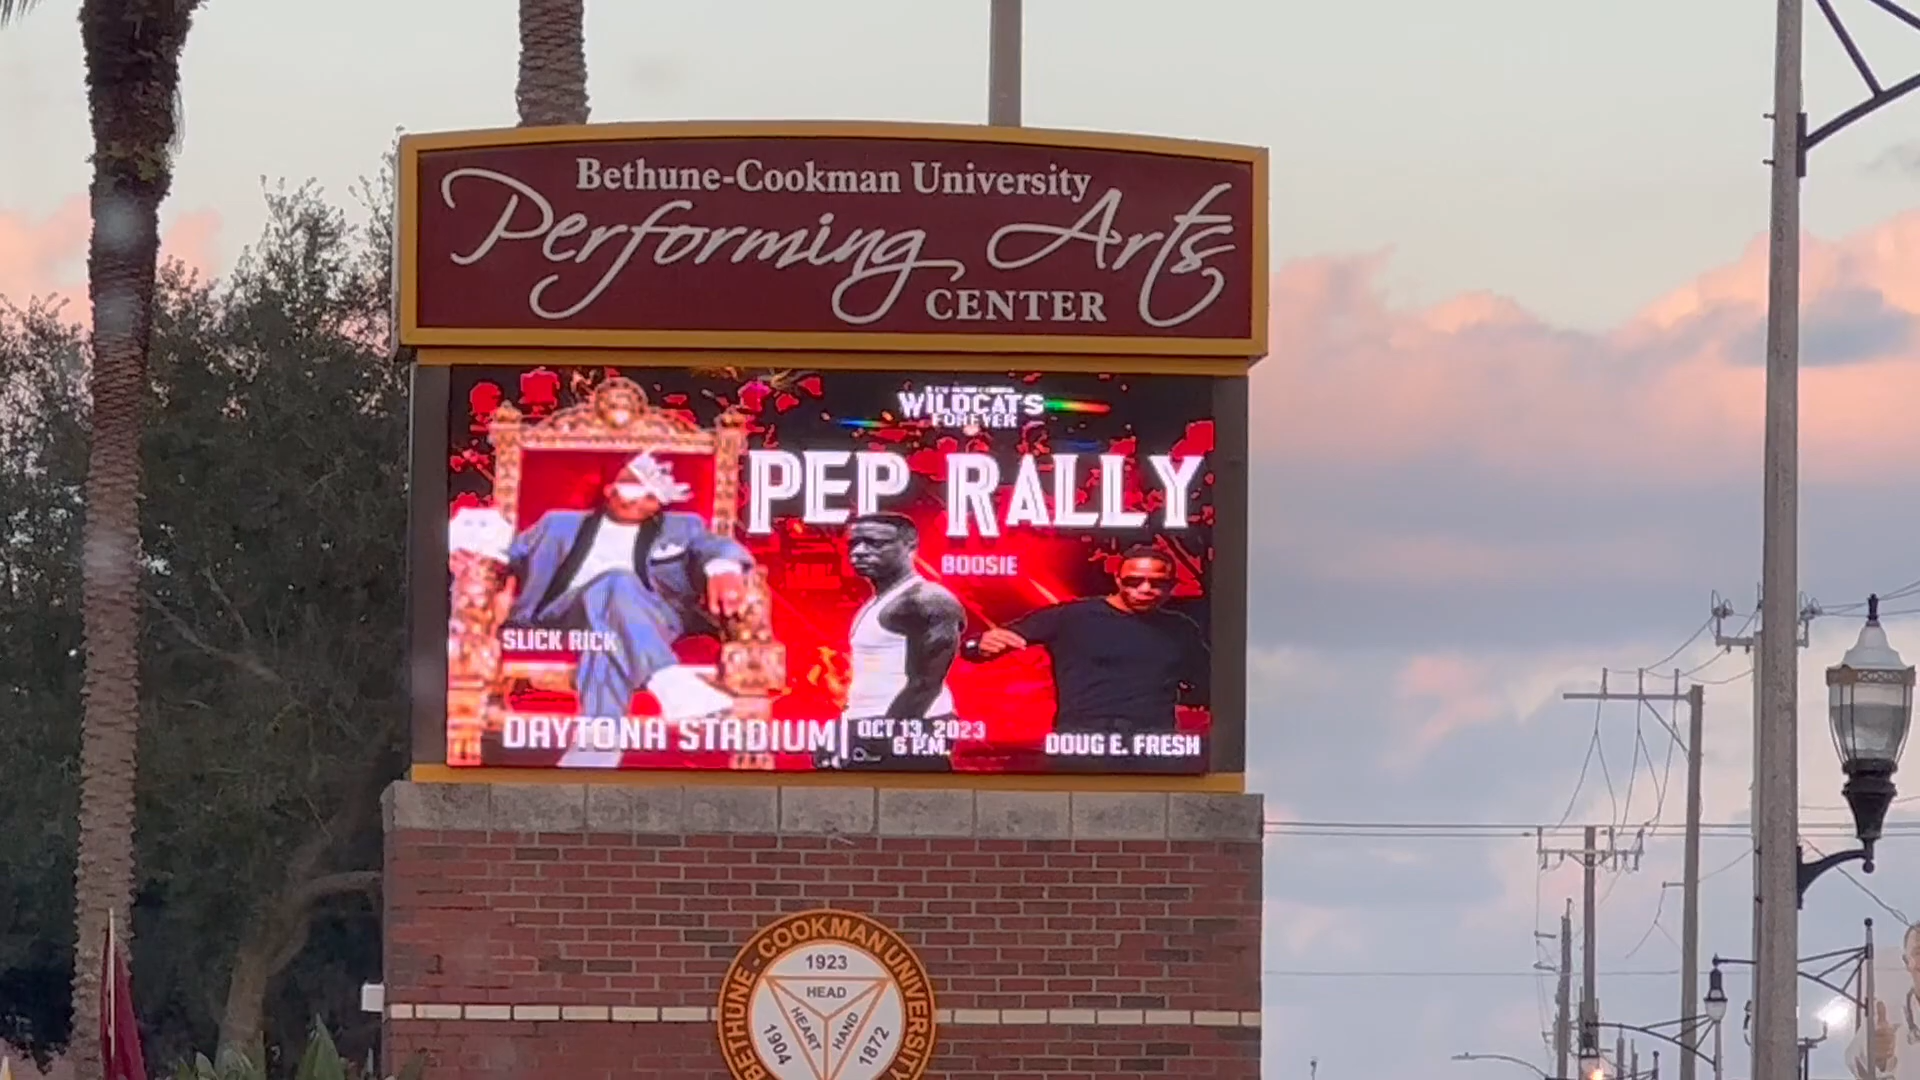 Bethune-Cookman University
Performing Arts
CENTER
WILDCATS
FOREVER
PEP RALLY
BOOSIE
SLICK RICK
DAYTONA STADIUM
OCT 13, 2023
6 P.M.
DOUG E. FRESH
BETHUNE-COOKMAN UNIVERSITY
1923
HEAD
HEART
HAND
1904
1872